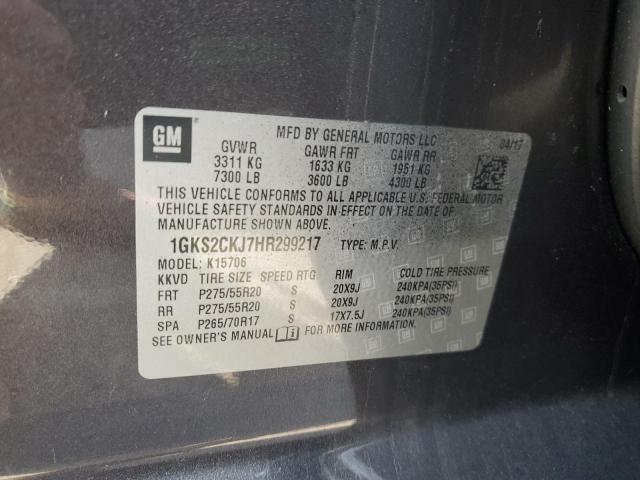 GM
MFD BY GENERAL MOTORS LLC
04/17
GVWR GAWR FRT GAWR RR
3311 KG 1633 KG 1951 KG
7300 LB 3600 LB 4300 LB
THIS VEHICLE CONFORMS TO ALL APPLICABLE U.S. FEDERAL MOTOR
VEHICLE SAFETY STANDARDS IN EFFECT ON THE DATE OF
MANUFACTURE SHOWN ABOVE.
1GKS2CKJ7HR299217 TYPE: M.P.V.
MODEL: K15706
KKVD TIRE SIZE SPEED RTG RIM COLD TIRE PRESSURE
FRT P275/55R20 S 20X9J 240KPA(35PSI)
RR P275/55R20 S 20X9J 240KPA(35PSI)
SPA P265/70R17 S 17X7.5J 240KPA(35PSI)
SEE OWNER'S MANUAL FOR MORE INFORMATION.